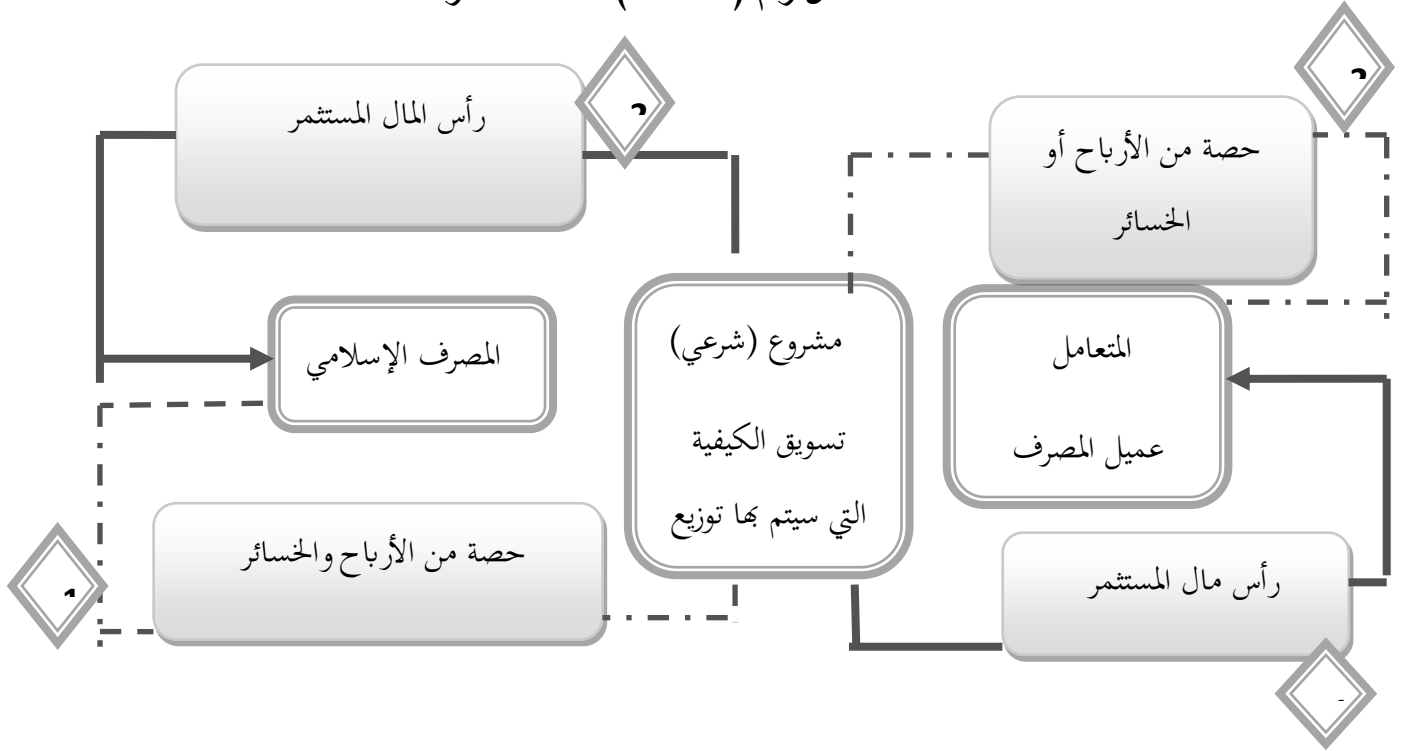 رأس المال المستثمر
حصة من الأرباح أو
الخسائر
المصرف الإسلامي
مشروع (شرعي)
تسويق الكيفية
التي سيتم بها توزيع
المتعامل
عميل المصرف
حصة من الأرباح والخسائر
رأس مال المستثمر